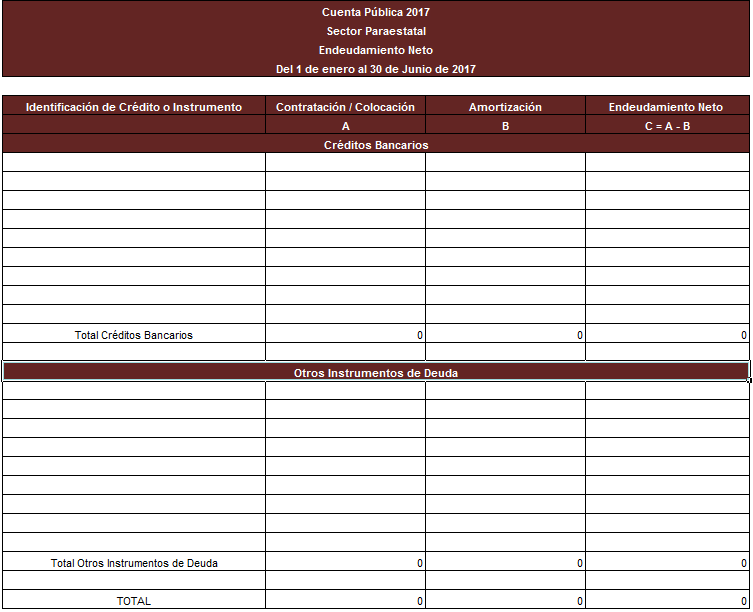 Cuenta Pública 2017
Sector Paraestatal
Endeudamiento Neto
Del 1 de enero al 30 de Junio de 2017
Identificación de Crédito o Instrumento Contratación / Colocación Amortización Endeudamiento Neto
A B C = A - B
Créditos Bancarios
Total Créditos Bancarios 0 0 0
Otros Instrumentos de Deuda
Total Otros Instrumentos de Deuda 0 0 0
TOTAL 0 0 0